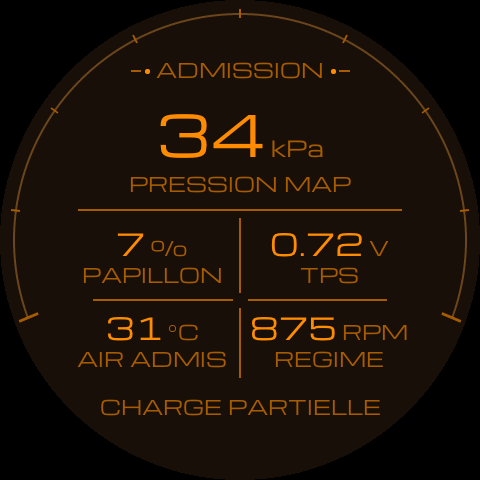 ADMISSION
34 kPa
PRESSION MAP
7 % 0.72 V
PAPILLON TPS
31 °C 875 RPM
AIR ADMIS REGIME
CHARGE PARTIELLE